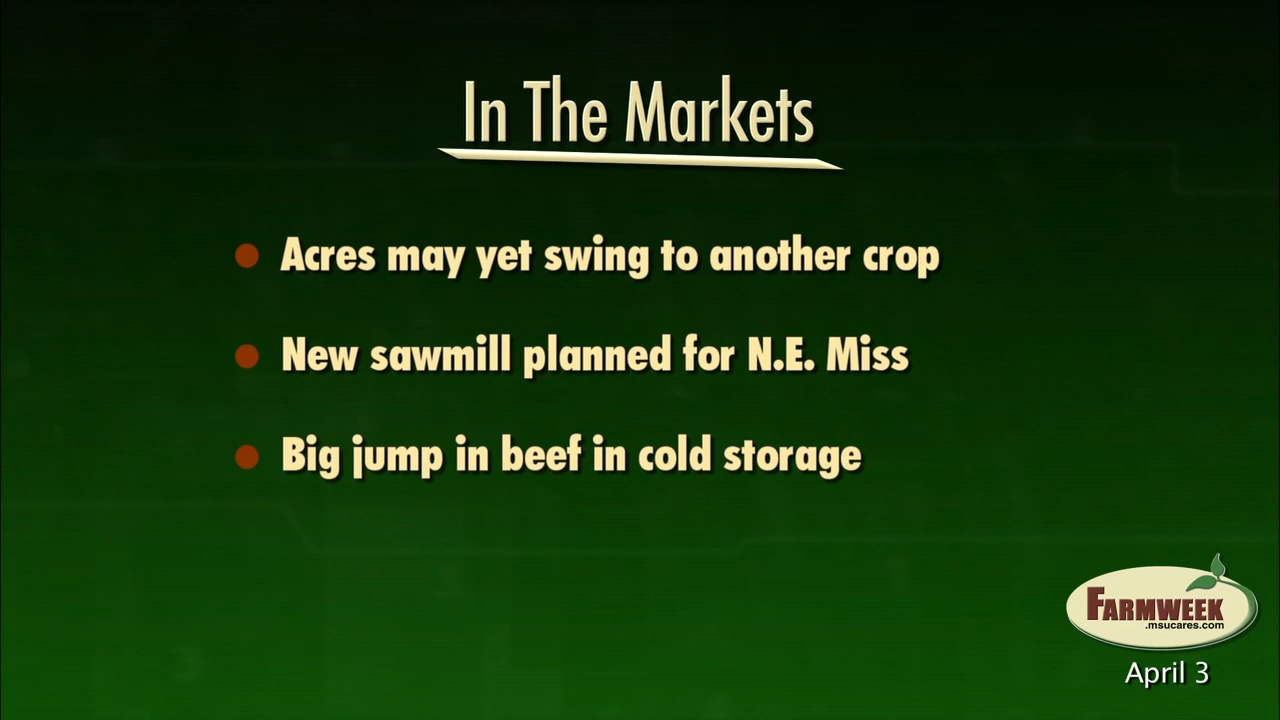 In The Markets
Acres may yet swing to another crop
New sawmill planned for N.E. Miss
Big jump in beef in cold storage
FARMWEEK
.msucares.com
April 3